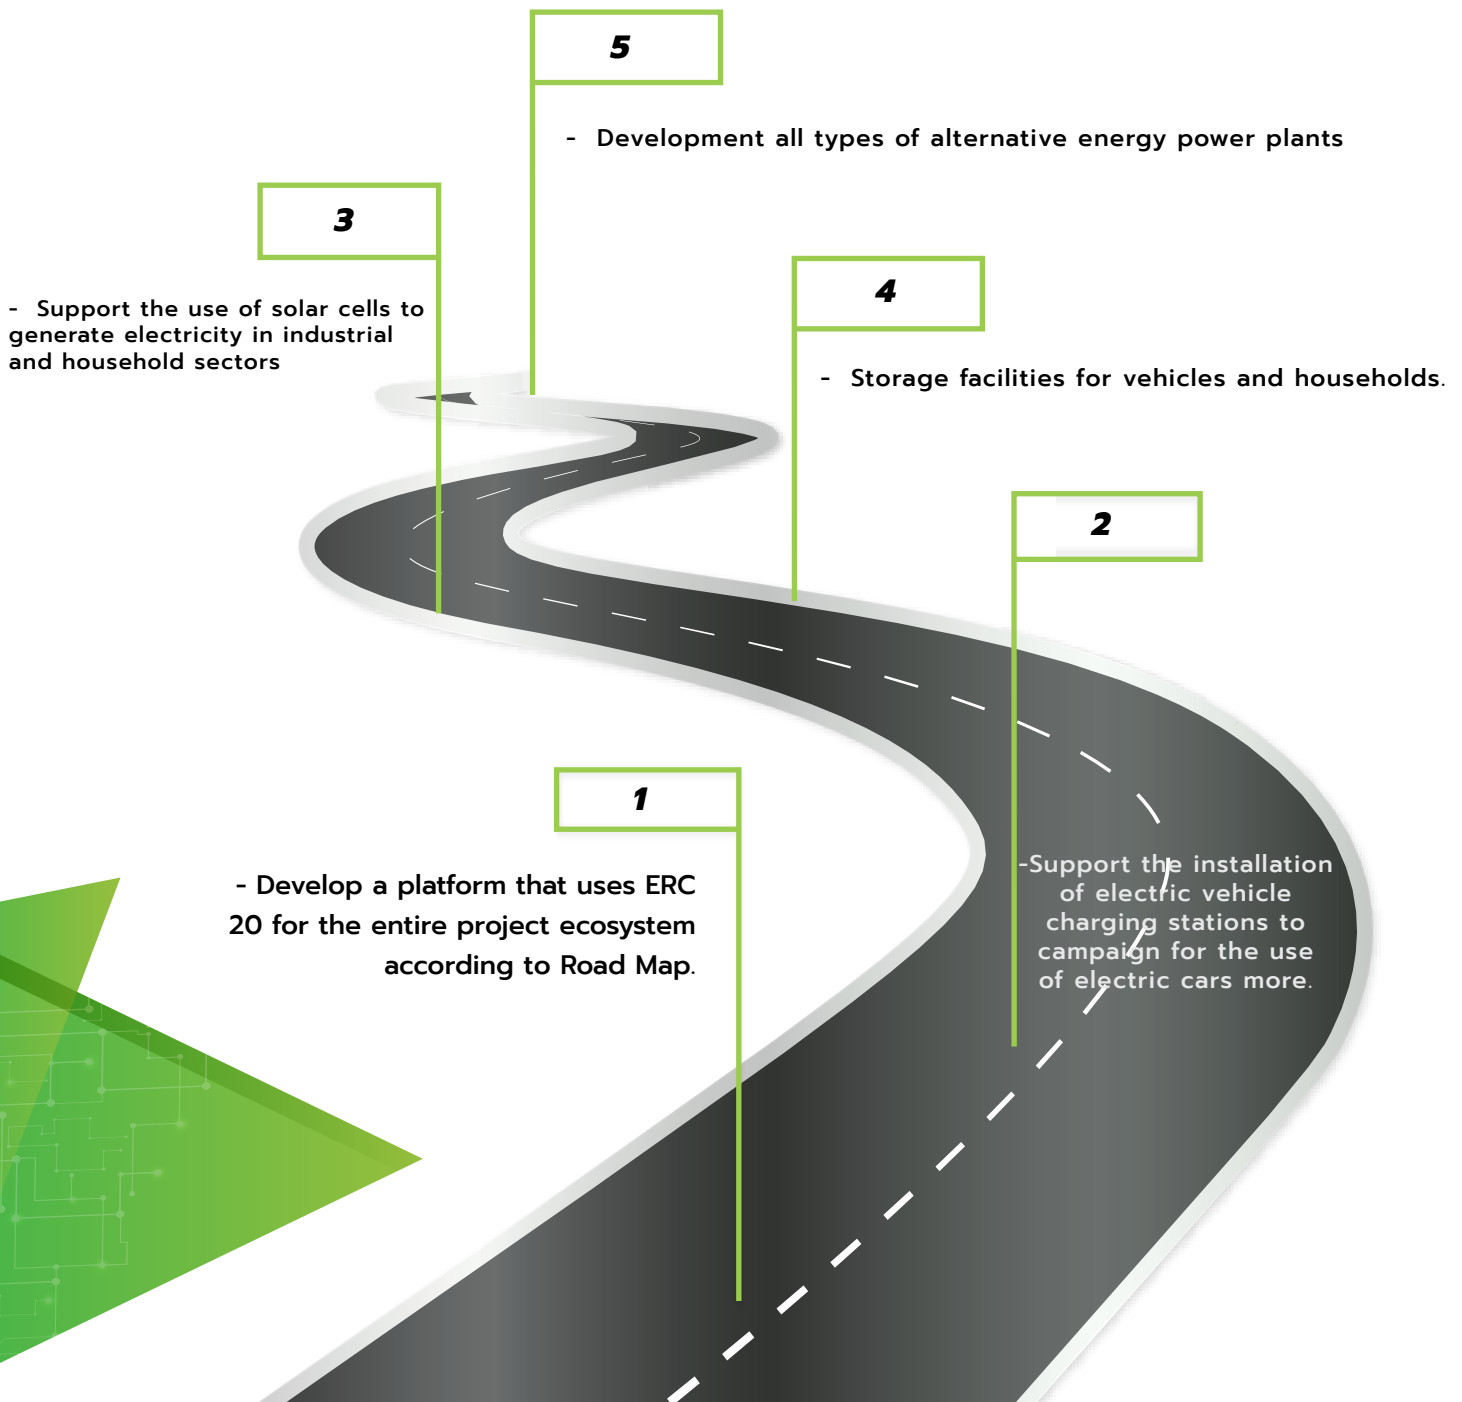 5
- Development all types of alternative energy power plants
3
- Support the use of solar cells to
generate electricity in industrial
and household sectors
4
- Storage facilities for vehicles and households.
2
-Support the installation
of electric vehicle
charging stations to
campaign for the use
of electric cars more.
1
- Develop a platform that uses ERC
20 for the entire project ecosystem
according to Road Map.